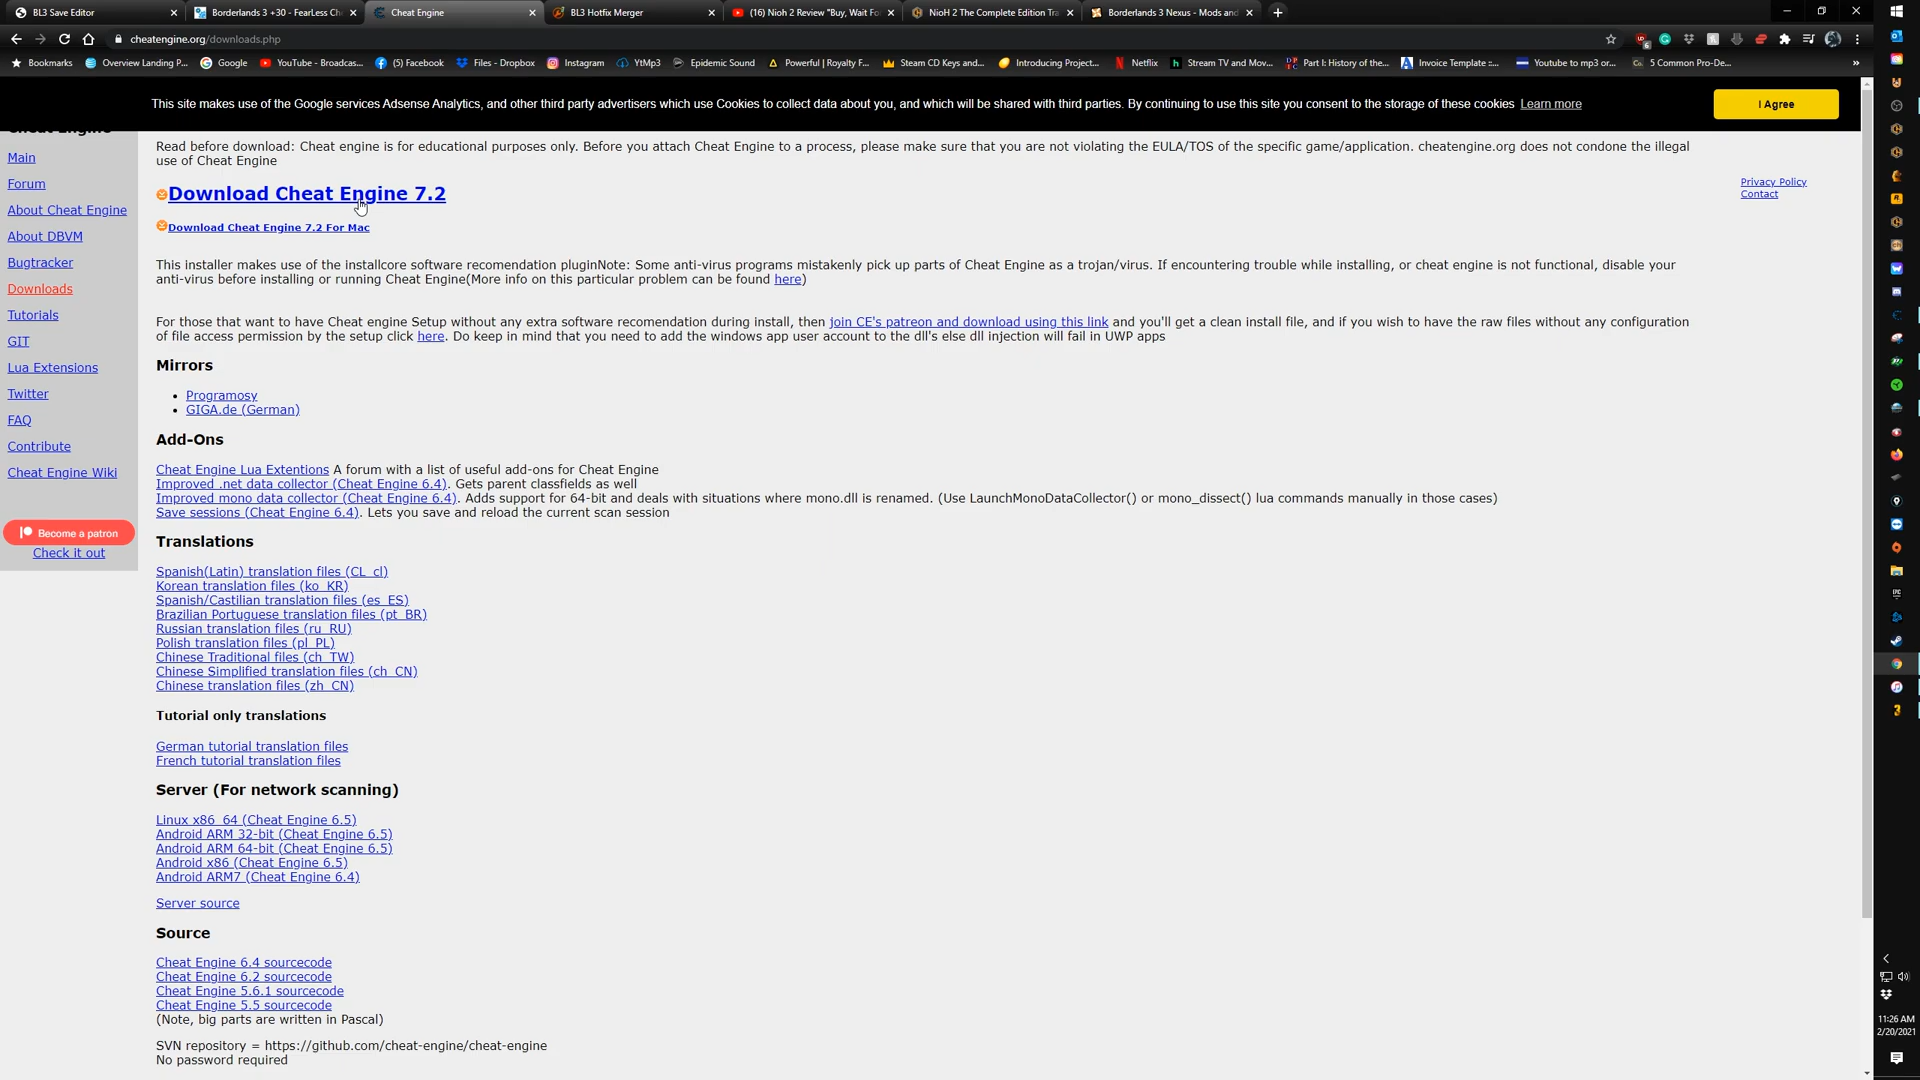 BL3 Save Editor
Borderlands 3 +30 - FearLess Ch
Cheat Engine
BL3 Hotfix Merger
(16) Nioh 2 Review "Buy, Wait Fo
NioH 2 The Complete Edition Tra
Borderlands 3 Nexus - Mods and
cheatengine.org/downloads.php
Bookmarks
Overview Landing P...
Google
YouTube - Broadcas...
(5) Facebook
Files - Dropbox
Instagram
YtMp3
Epidemic Sound
Powerful | Royalty F...
Steam CD Keys and...
Introducing Project...
Netflix
Stream TV and Mov...
Part I: History of the...
Invoice Template ::...
Youtube to mp3 or...
5 Common Pro-De...
This site makes use of the Google services Adsense Analytics, and other third party advertisers which use Cookies to collect data about you, and which will be shared with third parties. By continuing to use this site you consent to the storage of these cookies Learn more
I Agree
Cheat Engine
Main
Forum
About Cheat Engine
About DBVM
Bugtracker
Downloads
Tutorials
GIT
Lua Extensions
Twitter
FAQ
Contribute
Cheat Engine Wiki
Become a patron
Check it out
Read before download: Cheat engine is for educational purposes only. Before you attach Cheat Engine to a process, please make sure that you are not violating the EULA/TOS of the specific game/application. cheatengine.org does not condone the illegal
use of Cheat Engine
Download Cheat Engine 7.2
Download Cheat Engine 7.2 For Mac
Privacy Policy
Contact
This installer makes use of the installcore software recomendation pluginNote: Some anti-virus programs mistakenly pick up parts of Cheat Engine as a trojan/virus. If encountering trouble while installing, or cheat engine is not functional, disable your
anti-virus before installing or running Cheat Engine(More info on this particular problem can be found here)
For those that want to have Cheat engine Setup without any extra software recomendation during install, then join CE's patreon and download using this link and you'll get a clean install file, and if you wish to have the raw files without any configuration
of file access permission by the setup click here. Do keep in mind that you need to add the windows app user account to the dll's else dll injection will fail in UWP apps
Mirrors
Programosy
GIGA.de (German)
Add-Ons
Cheat Engine Lua Extentions A forum with a list of useful add-ons for Cheat Engine
Improved .net data collector (Cheat Engine 6.4). Gets parent classfields as well
Improved mono data collector (Cheat Engine 6.4). Adds support for 64-bit and deals with situations where mono.dll is renamed. (Use LaunchMonoDataCollector() or mono_dissect() lua commands manually in those cases)
Save sessions (Cheat Engine 6.4). Lets you save and reload the current scan session
Translations
Spanish(Latin) translation files (CL_cl)
Korean translation files (ko_KR)
Spanish/Castilian translation files (es_ES)
Brazilian Portuguese translation files (pt_BR)
Russian translation files (ru_RU)
Polish translation files (pl_PL)
Chinese Traditional files (ch_TW)
Chinese Simplified translation files (ch_CN)
Chinese translation files (zh_CN)
Tutorial only translations
German tutorial translation files
French tutorial translation files
Server (For network scanning)
Linux x86_64 (Cheat Engine 6.5)
Android ARM 32-bit (Cheat Engine 6.5)
Android ARM 64-bit (Cheat Engine 6.5)
Android x86 (Cheat Engine 6.5)
Android ARM7 (Cheat Engine 6.4)
Server source
Source
Cheat Engine 6.4 sourcecode
Cheat Engine 6.2 sourcecode
Cheat Engine 5.6.1 sourcecode
Cheat Engine 5.5 sourcecode
(Note, big parts are written in Pascal)
SVN repository = https://github.com/cheat-engine/cheat-engine
No password required
11:26 AM
2/20/2021